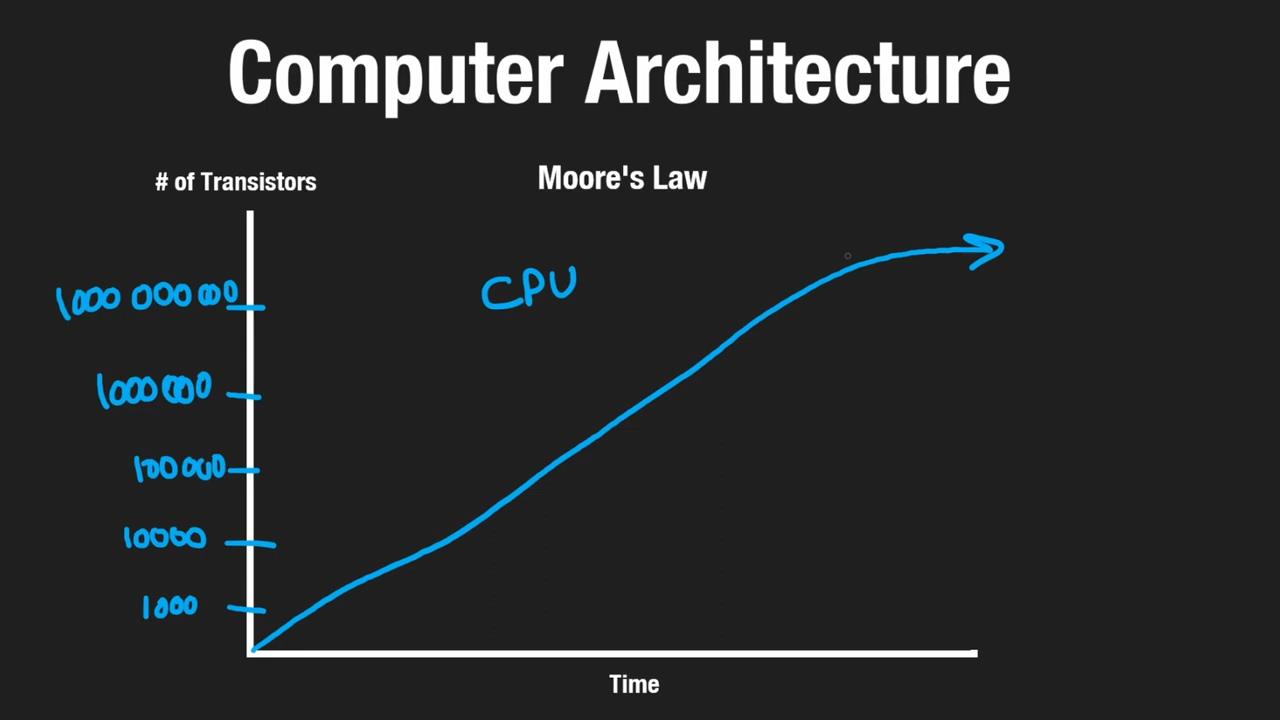 Computer Architecture
Moore's Law
# of Transistors
CPU
1000 000 000
1000 000
100 000
10000
1000
Time